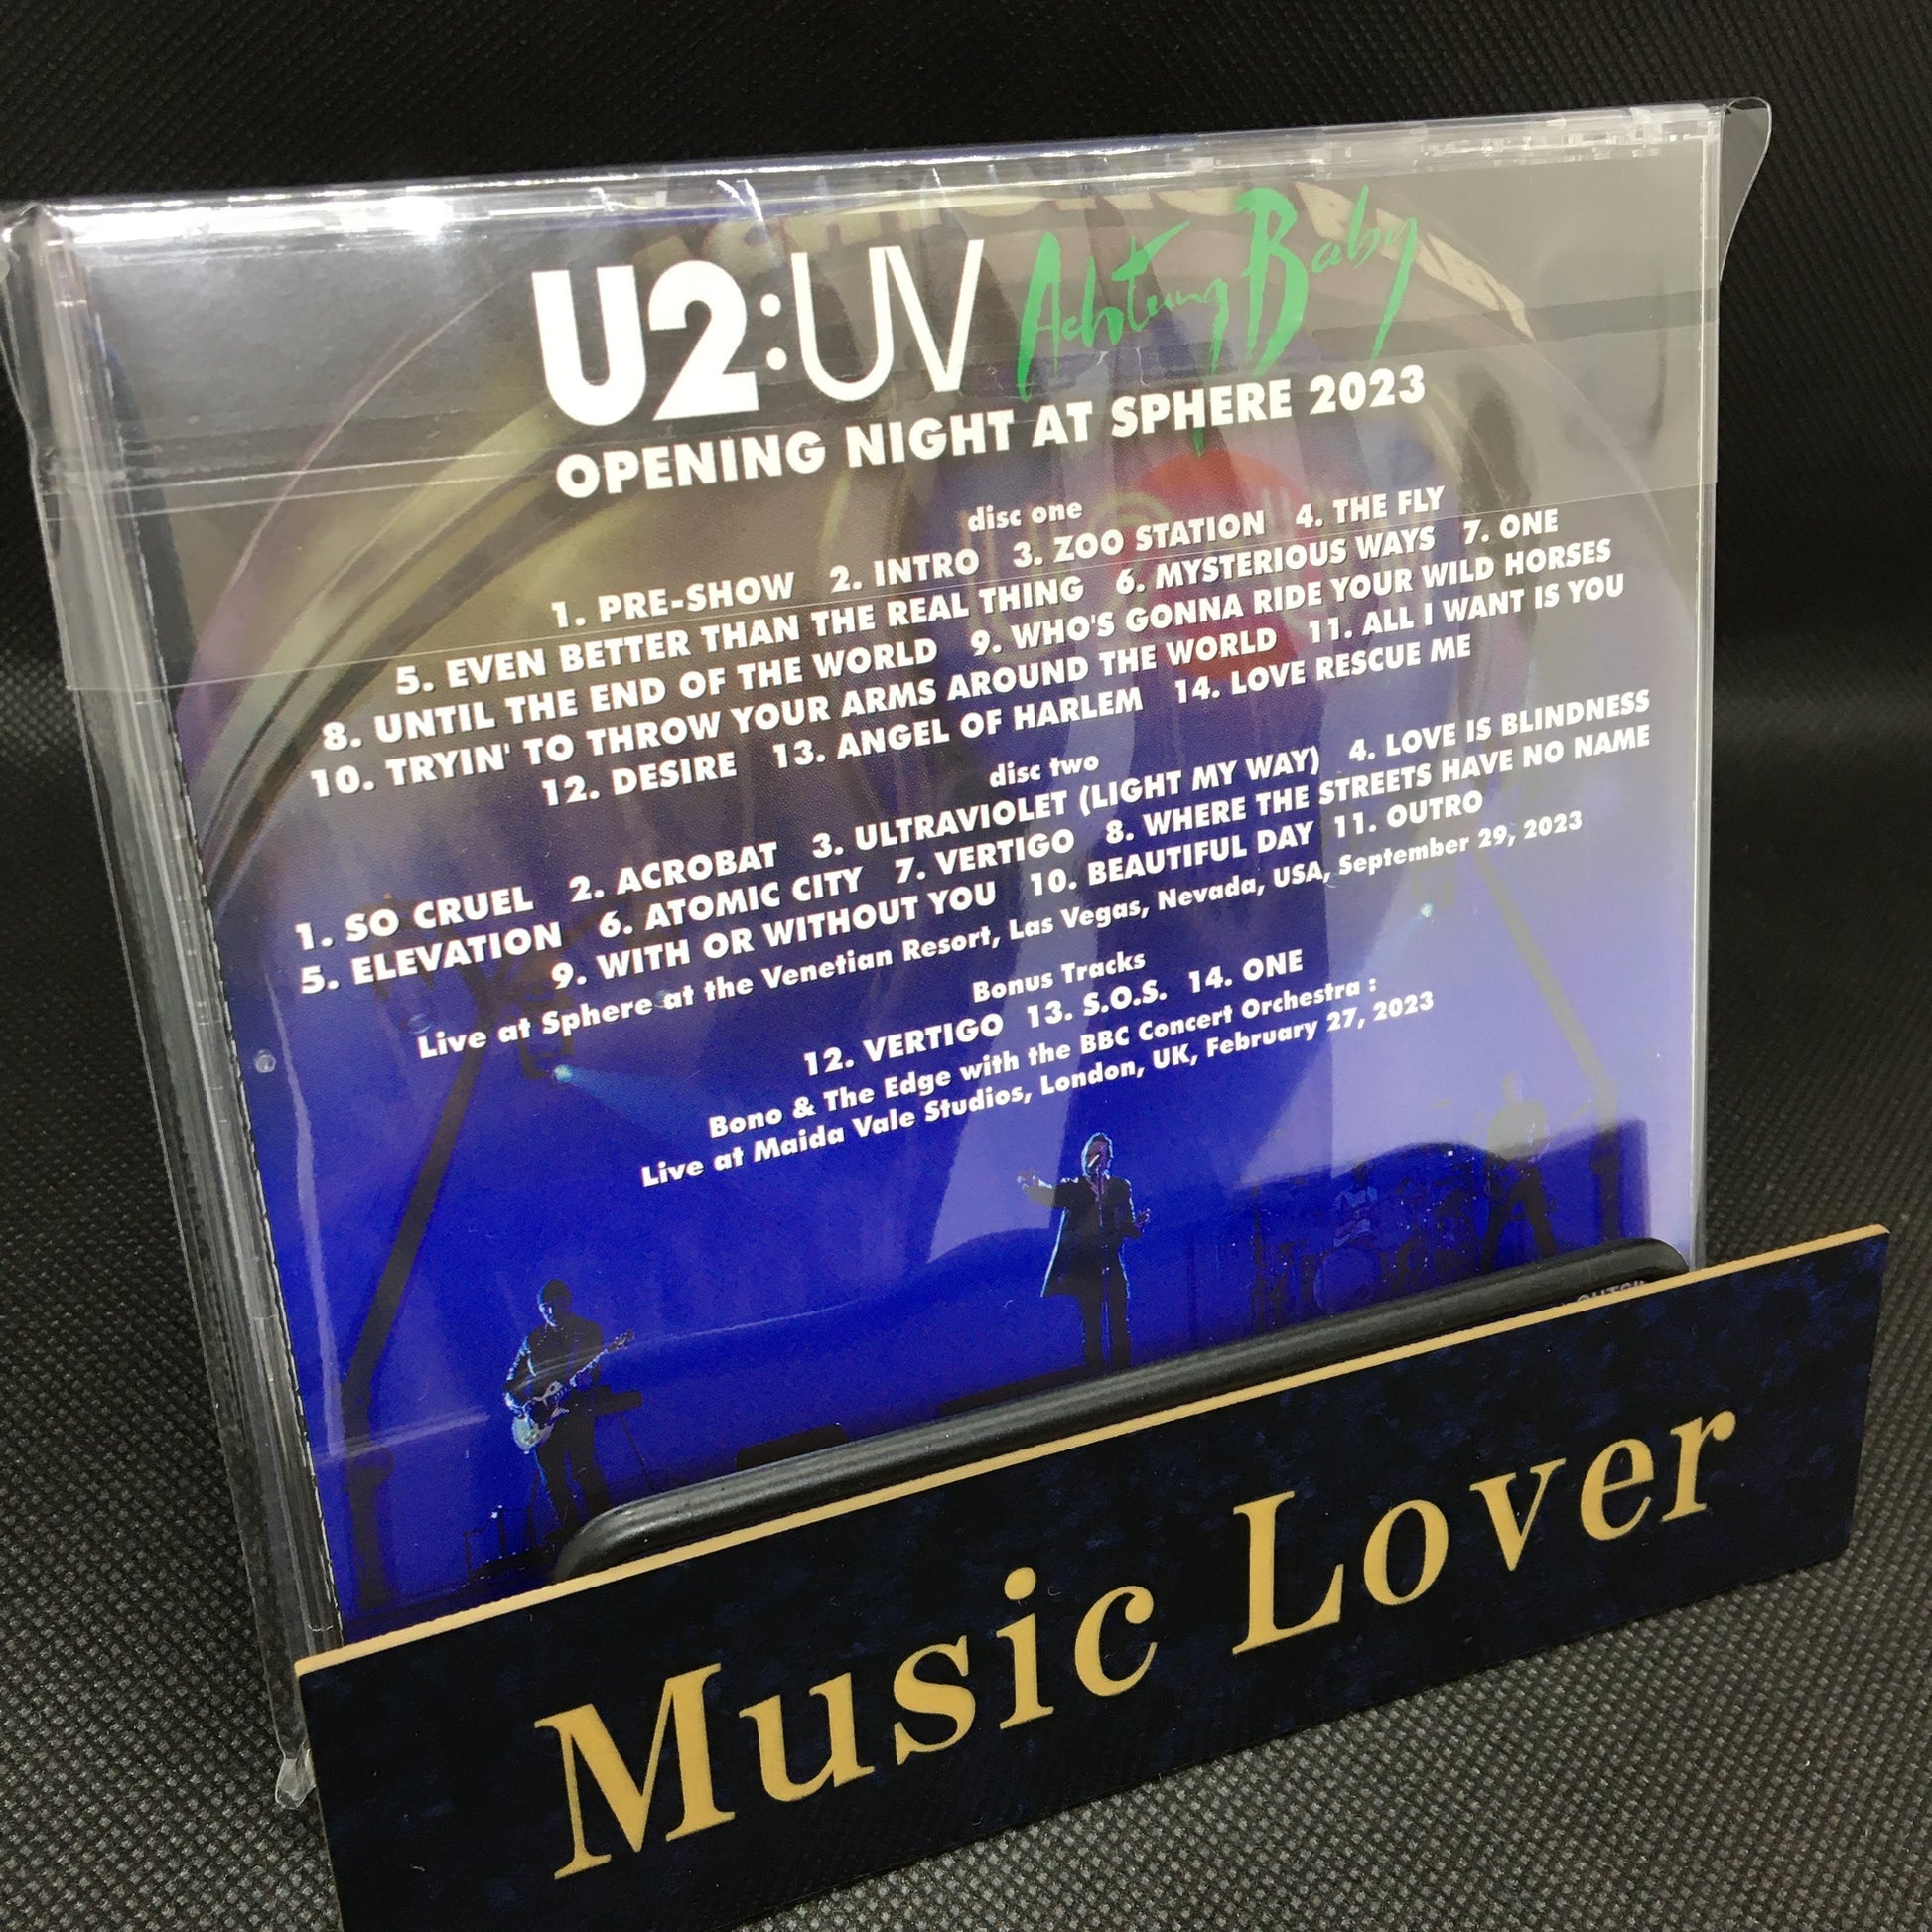 U2:UV Achtung Baby
OPENING NIGHT AT SPHERE 2023
disc one
1. PRE-SHOW 2. INTRO 3. ZOO STATION 4. THE FLY
5. EVEN BETTER THAN THE REAL THING 6. MYSTERIOUS WAYS 7. ONE
8. UNTIL THE END OF THE WORLD 9. WHO'S GONNA RIDE YOUR WILD HORSES
10. TRYIN' TO THROW YOUR ARMS AROUND THE WORLD 11. ALL I WANT IS YOU
12. DESIRE 13. ANGEL OF HARLEM 14. LOVE RESCUE ME
disc two
1. SO CRUEL 2. ACROBAT 3. ULTRAVIOLET (LIGHT MY WAY) 4. LOVE IS BLINDNESS
5. ELEVATION 6. ATOMIC CITY 7. VERTIGO 8. WHERE THE STREETS HAVE NO NAME
9. WITH OR WITHOUT YOU 10. BEAUTIFUL DAY 11. OUTRO
Live at Sphere at the Venetian Resort, Las Vegas, Nevada, USA, September 29, 2023
Bonus Tracks
12. VERTIGO 13. S.O.S. 14. ONE
Bono & The Edge with the BBC Concert Orchestra :
Live at Maida Vale Studios, London, UK, February 27, 2023
Music Lover